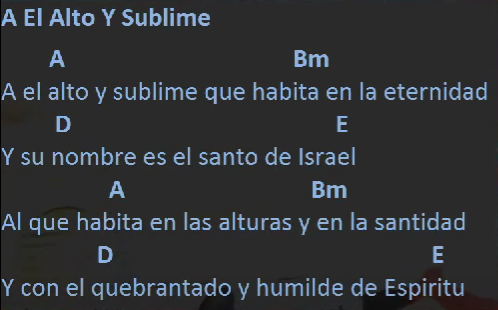 A El Alto Y Sublime
A Bm
A el alto y sublime que habita en la eternidad
D E
Y su nombre es el santo de Israel
A Bm
Al que habita en las alturas y en la santidad
D E
Y con el quebrantado y humilde de Espiritu